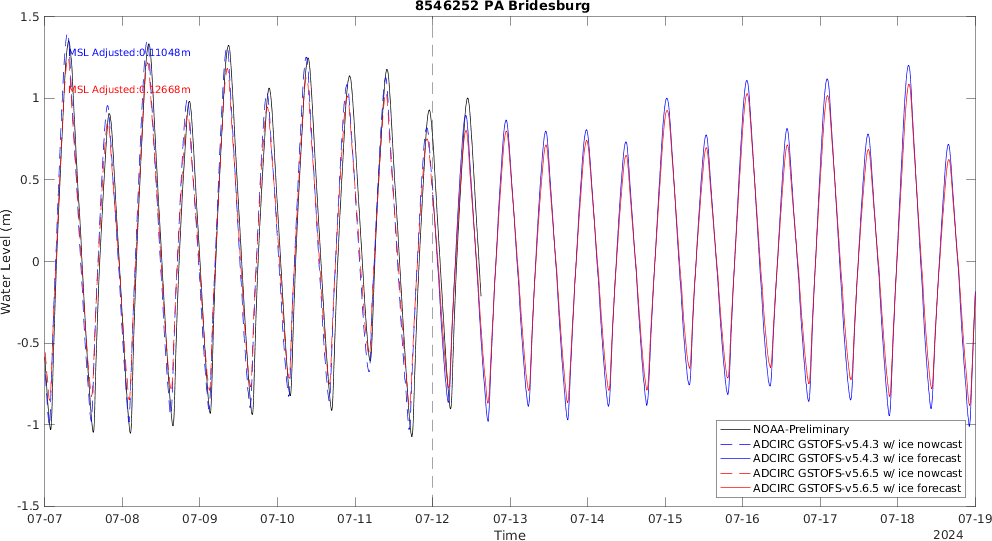 8546252 PA Bridesburg
MSL Adjusted:0.11048m
MSL Adjusted:0.12668m
Water Level (m)
1.5
1
0.5
0
-0.5
-1
-1.5
NOAA-Preliminary
ADCIRC GSTOFS-v5.4.3 w/ ice nowcast
ADCIRC GSTOFS-v5.4.3 w/ ice forecast
ADCIRC GSTOFS-v5.6.5 w/ ice nowcast
ADCIRC GSTOFS-v5.6.5 w/ ice forecast
07-07 07-08 07-09 07-10 07-11 07-12 07-13 07-14 07-15 07-16 07-17 07-18 07-19
Time
2024